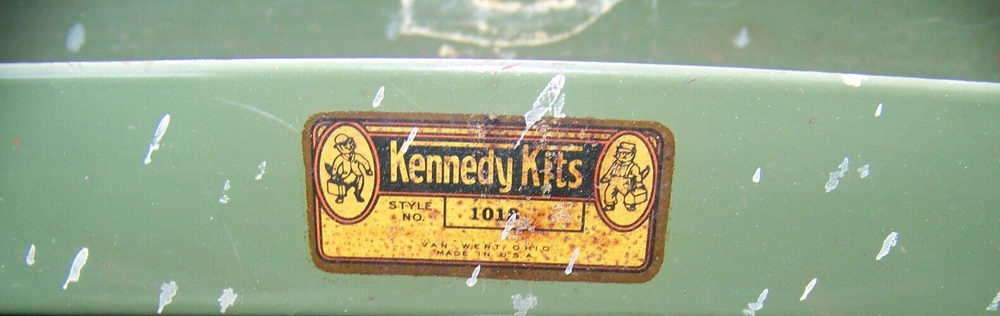 Kennedy Kits
STYLE
NO.
VAN WERT, OHIO
MADE IN U.S.A